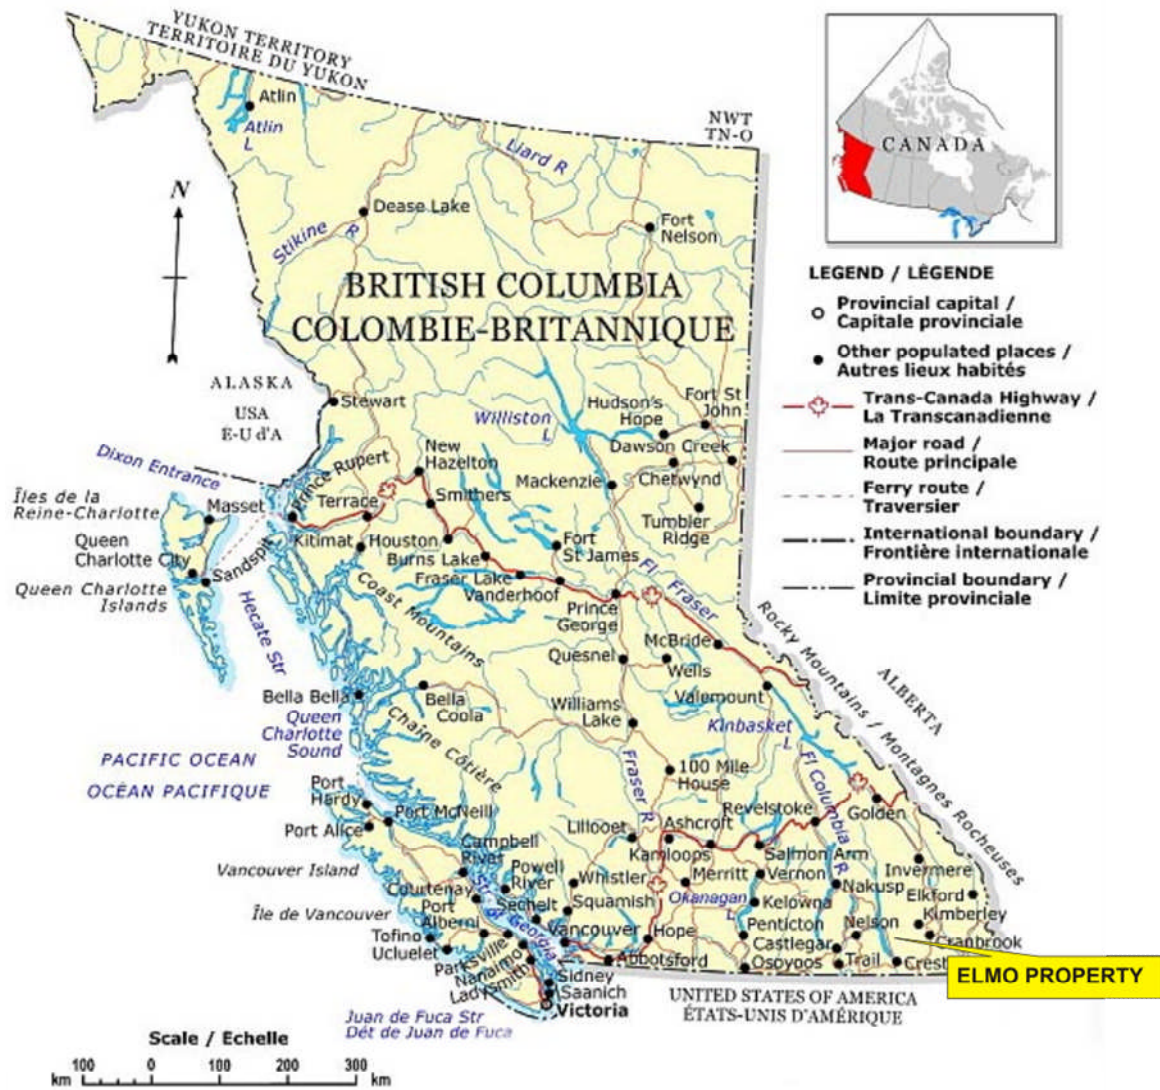 YUKON TERRITORY
TERRITOIRE DU YUKON
NWT
TN-O
CANADA
Atlin
Atlin
L
Liard R
N
Dease Lake
Stikine R
Fort
Nelson
BRITISH COLUMBIA
COLOMBIE-BRITANNIQUE
LEGEND / LÉGENDE
Provincial capital /
Capitale provinciale
Other populated places /
Autres lieux habités
Trans-Canada Highway /
La Transcanadienne
Major road /
Route principale
Ferry route /
Traversier
International boundary /
Frontière internationale
Provincial boundary /
Limite provinciale
ALASKA
USA
É-U d'A
Stewart
Williston
L
Hudson's
Hope
Fort St
John
Dawson Creek
Chetwynd
Mackenzie
Tumbler
Ridge
Dixon Entrance
Prince Rupert
New
Hazelton
Terrace
Smithers
Îles de la
Reine-Charlotte
Masset
Queen
Charlotte City
Sandspit
Queen Charlotte
Islands
Kitimat
Houston
Burns Lake
Fort
St James
Fraser Lake
Vanderhoof
Prince
George
Fl Fraser
Hecate Str
Coast Mountains
Chaîne Côtière
McBride
Quesnel
Wells
Valemount
Rocky Mountains / Montagnes Rocheuses
ALBERTA
Bella Bella
Bella
Coola
Queen
Charlotte
Sound
Williams
Lake
Kinbasket
L
PACIFIC OCEAN
OCÉAN PACIFIQUE
Fraser R
100 Mile
House
Fl Columbia R
Port
Hardy
Port McNeill
Port Alice
Revelstoke
Golden
Lillooet
Ashcroft
Kamloops
Salmon Arm
Campbell
River
Powell
River
Whistler
Merritt
Vernon
Invermere
Vancouver Island
Île de Vancouver
Courtenay
Sechelt
Squamish
Okanagan
L
Kelowna
Nakusp
Elkford
Kimberley
Str of Georgia
Port
Alberni
Vancouver
Hope
Penticton
Nelson
Cranbrook
Tofino
Ucluelet
Parksville
Nanaimo
Ladysmith
Abbotsford
Castlegar
Osoyoos
Trail
Crest
ELMO PROPERTY
Sidney
Saanich
Victoria
UNITED STATES OF AMERICA
ÉTATS-UNIS D'AMÉRIQUE
Juan de Fuca Str
Dét de Juan de Fuca
Scale / Echelle
100 0 100 200 300
km km